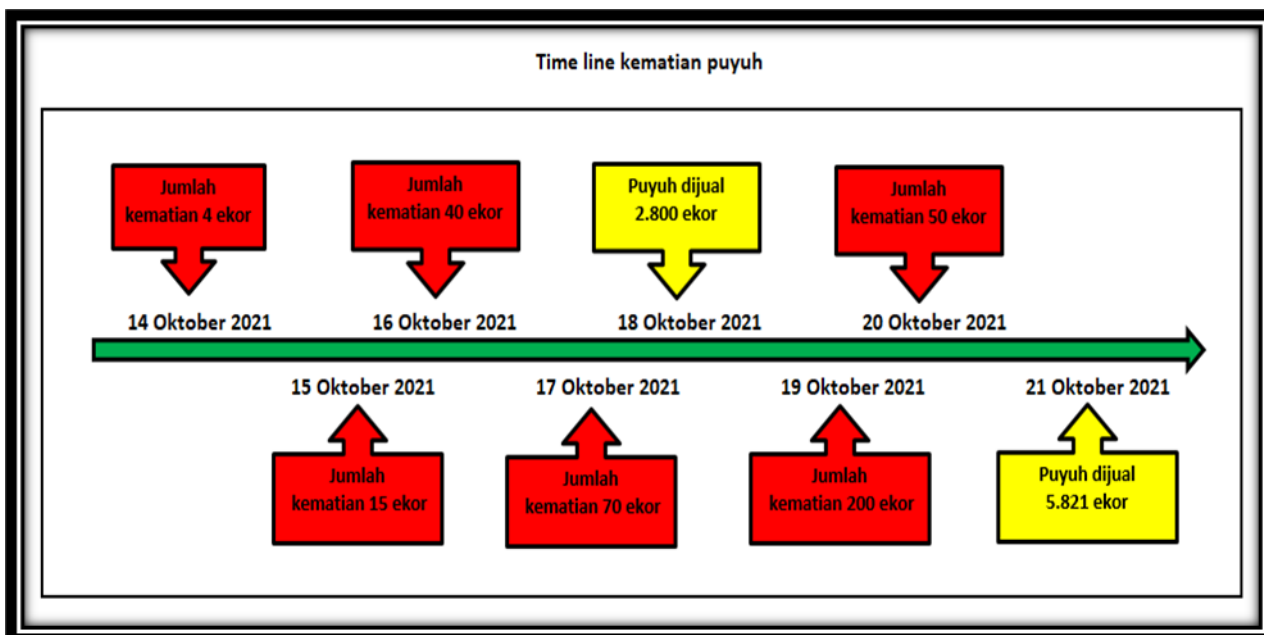 Time line kematian puyuh
Jumlah
kematian 4 ekor
Jumlah
kematian 40 ekor
Puyuh dijual
2.800 ekor
Jumlah
kematian 50 ekor
14 Oktober 2021
16 Oktober 2021
18 Oktober 2021
20 Oktober 2021
15 Oktober 2021
17 Oktober 2021
19 Oktober 2021
21 Oktober 2021
Jumlah
kematian 15 ekor
Jumlah
kematian 70 ekor
Jumlah
kematian 200 ekor
Puyuh dijual
5.821 ekor